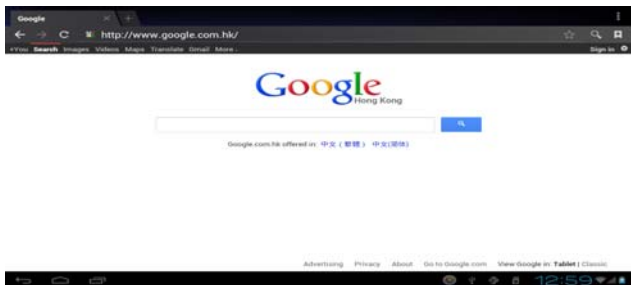 Google
http://www.google.com.hk/
+You Search Images Videos Maps Translate Gmail More
Sign in
Google
Hong Kong
Google.com.hk offered in: 中文（繁體） 中文(简体)
Advertising Privacy About Go to Google.com View Google in: Tablet | Classic
12:59